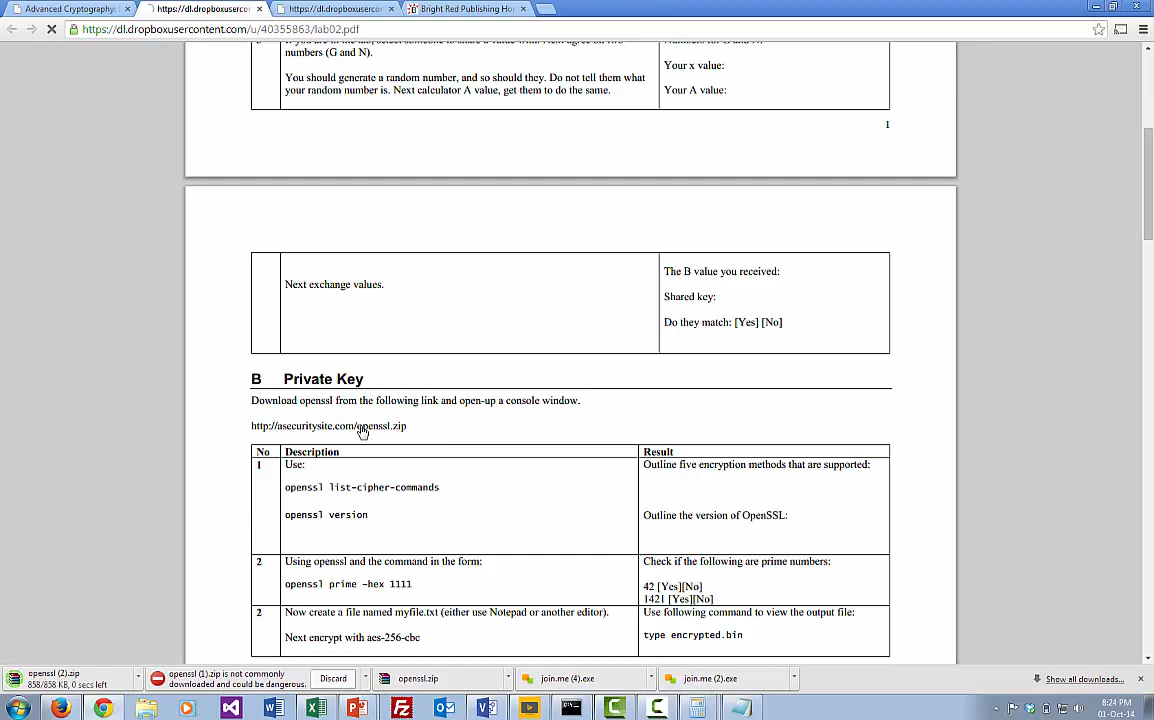 Advanced Cryptography:
https://dl.dropboxusercon
https://dl.dropboxuserco
Bright Red Publishing Ho
https://dl.dropboxusercontent.com/u/40355863/lab02.pdf
numbers (G and N).
You should generate a random number, and so should they. Do not tell them what
your random number is. Next calculator A value, get them to do the same.
Your x value:
Your A value:
1
Next exchange values.
The B value you received:
Shared key:
Do they match: [Yes] [No]
B Private Key
Download openssl from the following link and open-up a console window.
http://asecuritysite.com/openssl.zip
No Description Result
1 Use: Outline five encryption methods that are supported:
openssl list-cipher-commands
openssl version Outline the version of OpenSSL:
2 Using openssl and the command in the form: Check if the following are prime numbers:
openssl prime -hex 1111 42 [Yes][No]
1421 [Yes][No]
2 Now create a file named myfile.txt (either use Notepad or another editor). Use following command to view the output file:
Next encrypt with aes-256-cbc type encrypted.bin
openssl (2).zip
858/858 KB, 0 secs left
openssl (1).zip is not commonly
downloaded and could be dangerous.
Discard
openssl.zip
join.me (4).exe
join.me (2).exe
Show all downloads...
8:24 PM
01-Oct-14